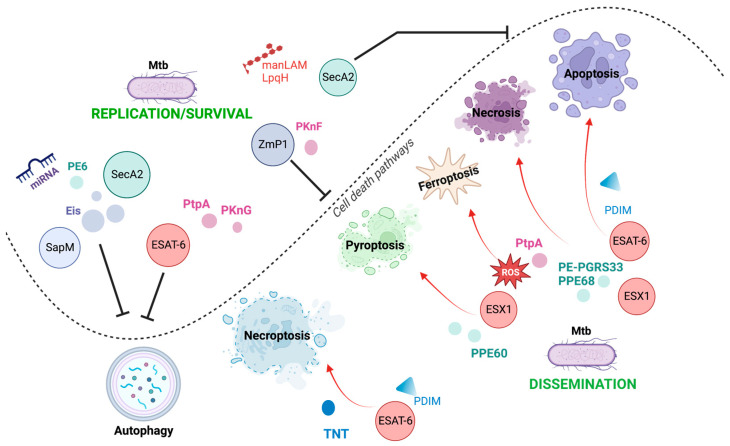 Mtb
REPLICATION/SURVIVAL
manLAM
LpqH
SecA2
PKnF
ZmP1
miRNA
PE6
SecA2
Eis
SapM
PtpA
PKnG
ESAT-6
Autophagy
Cell death pathways
Apoptosis
Necrosis
Ferroptosis
Pyroptosis
Necroptosis
PDIM
ESAT-6
PtpA
ROS
PE-PGRS33
PPE68
ESX1
ESX1
PPE60
Mtb
DISSEMINATION
PDIM
ESAT-6
TNT